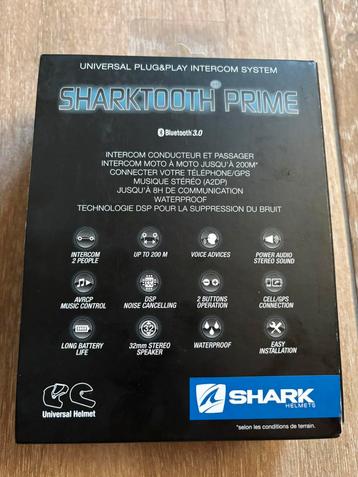 UNIVERSAL PLUG&PLAY INTERCOM SYSTEM
SHARKTOOTH® PRIME
Bluetooth® 3.0
INTERCOM CONDUCTEUR ET PASSAGER
INTERCOM MOTO À MOTO JUSQU'À 200M*
CONNECTER VOTRE TÉLÉPHONE/GPS
MUSIQUE STÉRÉO (A2DP)
JUSQU'À 8H DE COMMUNICATION
WATERPROOF
TECHNOLOGIE DSP POUR LA SUPPRESSION DU BRUIT
INTERCOM
2 PEOPLE
UP TO 200 M
VOICE ADVICES
POWER AUDIO
STEREO SOUND
AVRCP
MUSIC CONTROL
DSP
NOISE CANCELLING
2 BUTTONS
OPERATION
CELL/GPS
CONNECTION
LONG BATTERY
LIFE
32
32mm STEREO
SPEAKER
WATERPROOF
EASY
INSTALLATION
Universal Helmet
SHARK
HELMETS
*selon les conditions de terrain.